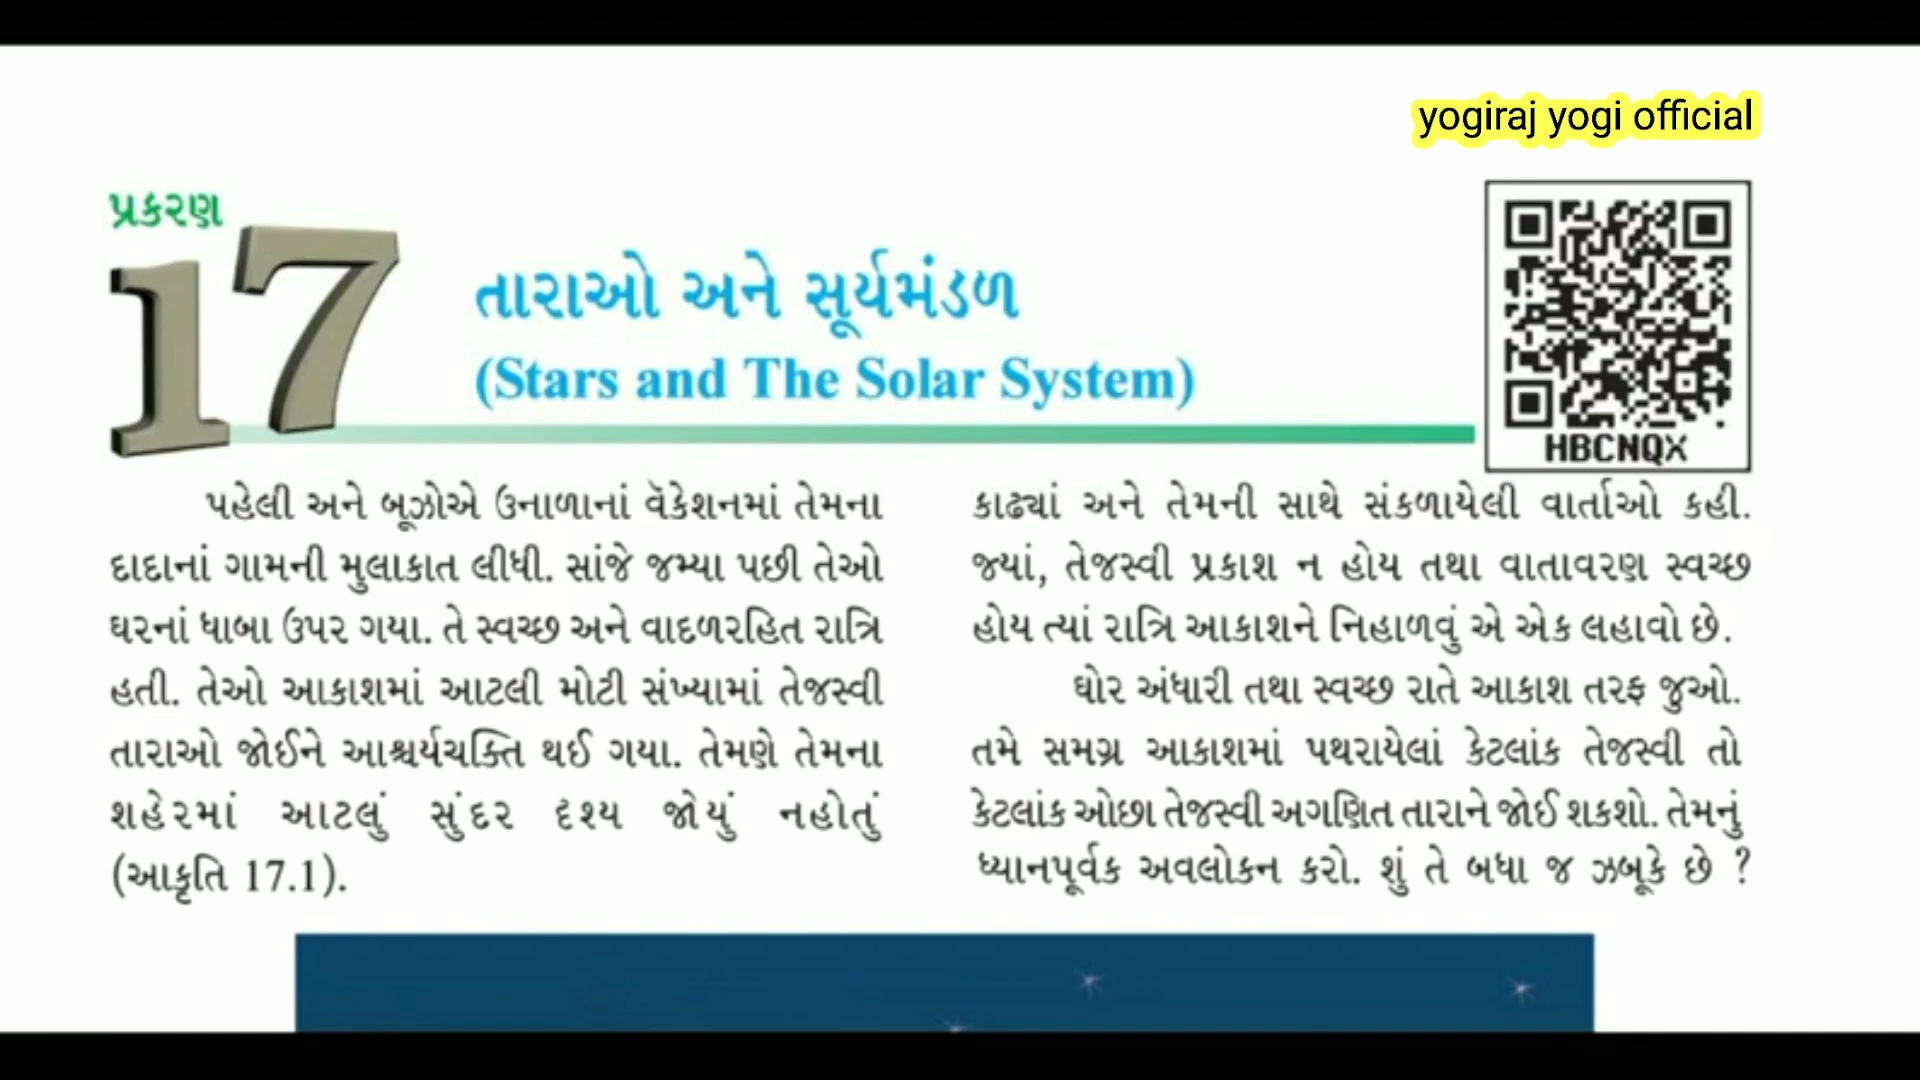 yogiraj yogi official
પ્રકરણ
17
તારાઓ અને સૂર્યમંડળ
(Stars and The Solar System)
HBCNQX
પહેલી અને બૂઝોએ ઉનાળાનાં વૅકેશનમાં તેમના
દાદાનાં ગામની મુલાકાત લીધી. સાંજે જમ્યા પછી તેઓ
ઘરનાં ધાબા ઉપર ગયા. તે સ્વચ્છ અને વાદળરહિત રાત્રિ
હતી. તેઓ આકાશમાં આટલી મોટી સંખ્યામાં તેજસ્વી
તારાઓ જોઈને આશ્ચર્યચક્તિ થઈ ગયા. તેમણે તેમના
શહેરમાં આટલું સુંદર દૃશ્ય જોયું નહોતું
(આકૃતિ 17.1).
કાઢ્યાં અને તેમની સાથે સંકળાયેલી વાર્તાઓ કહી.
જ્યાં, તેજસ્વી પ્રકાશ ન હોય તથા વાતાવરણ સ્વચ્છ
હોય ત્યાં રાત્રિ આકાશને નિહાળવું એ એક લહાવો છે.
ઘોર અંધારી તથા સ્વચ્છ રાતે આકાશ તરફ જુઓ.
તમે સમગ્ર આકાશમાં પથરાયેલાં કેટલાંક તેજસ્વી તો
કેટલાંક ઓછા તેજસ્વી અગણિત તારાને જોઈ શકશો. તેમનું
ધ્યાનપૂર્વક અવલોકન કરો. શું તે બધા જ ઝબૂકે છે ?